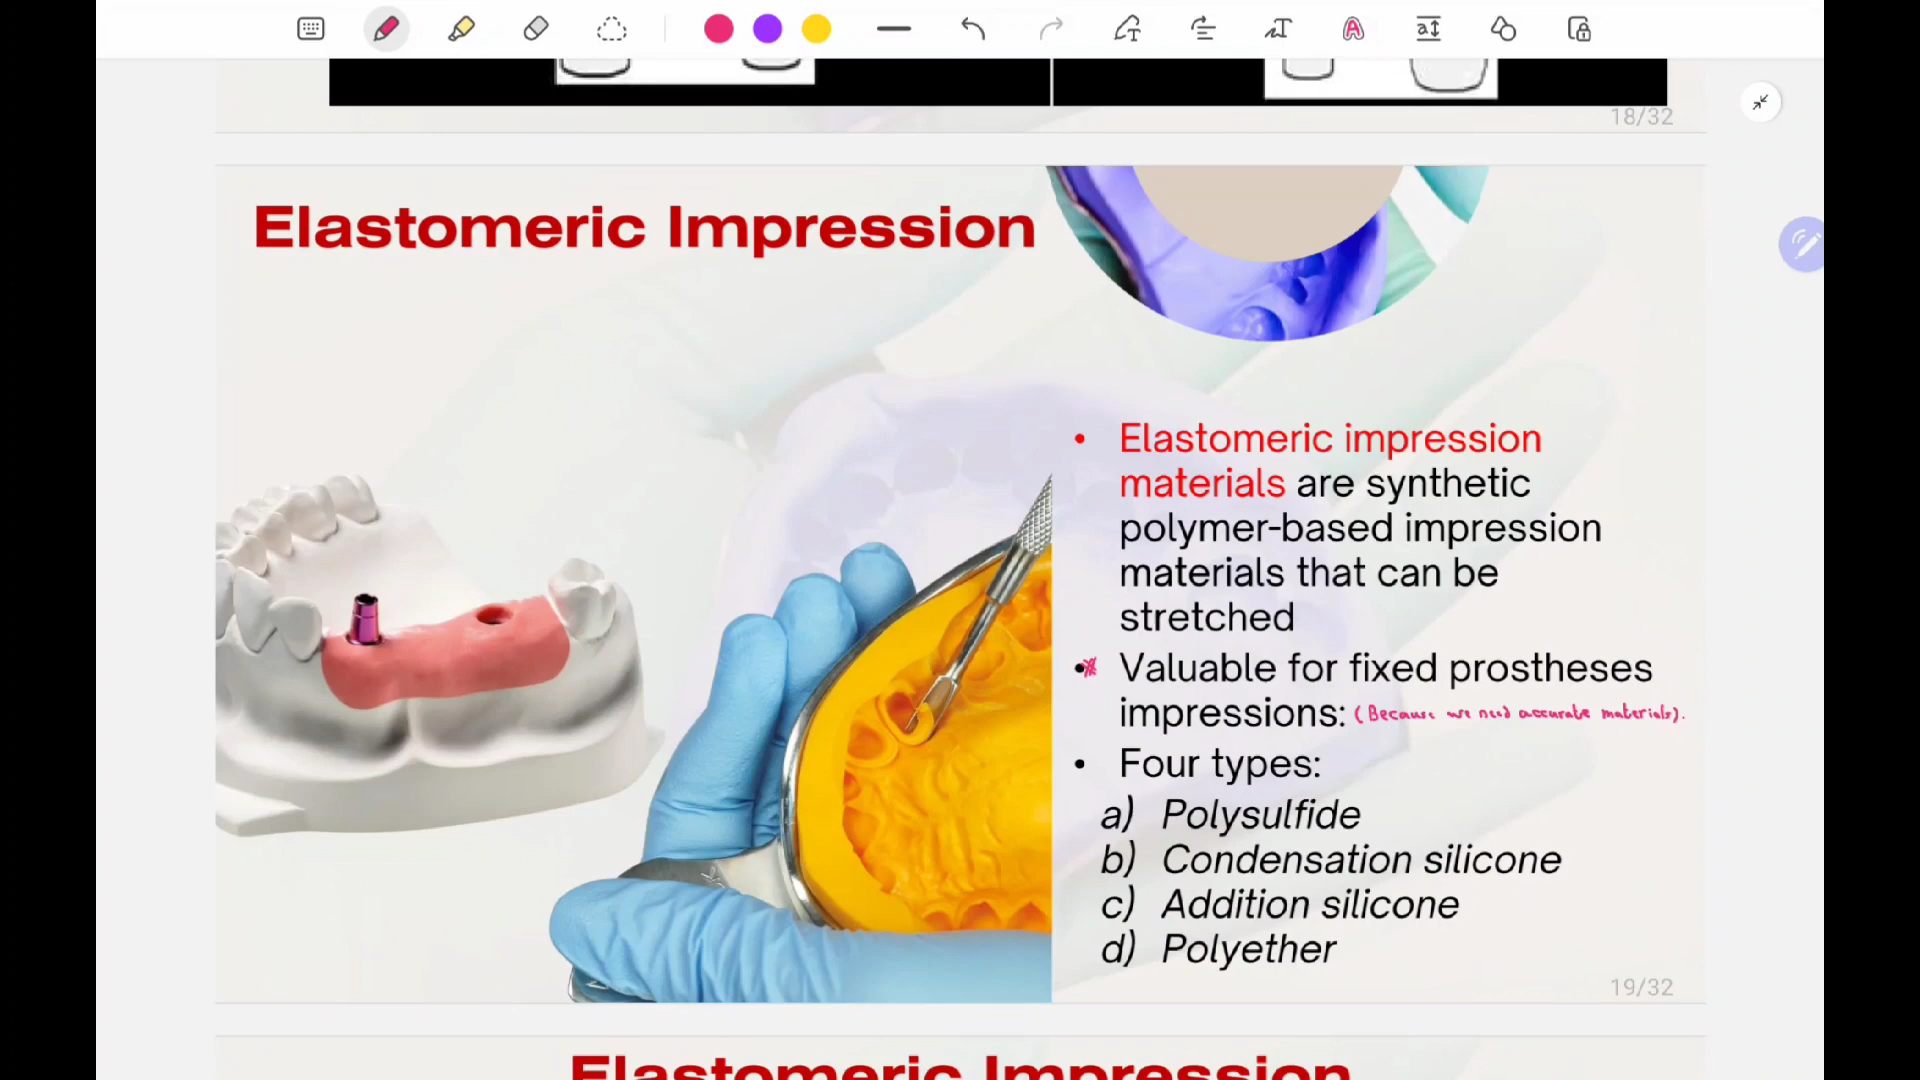 18/32
Elastomeric Impression
• Elastomeric impression
materials are synthetic
polymer-based impression
materials that can be
stretched
• Valuable for fixed prostheses
impressions: (Because we need accurate materials).
• Four types:
a) Polysulfide
b) Condensation silicone
c) Addition silicone
d) Polyether
19/32
Elastomeric Impression